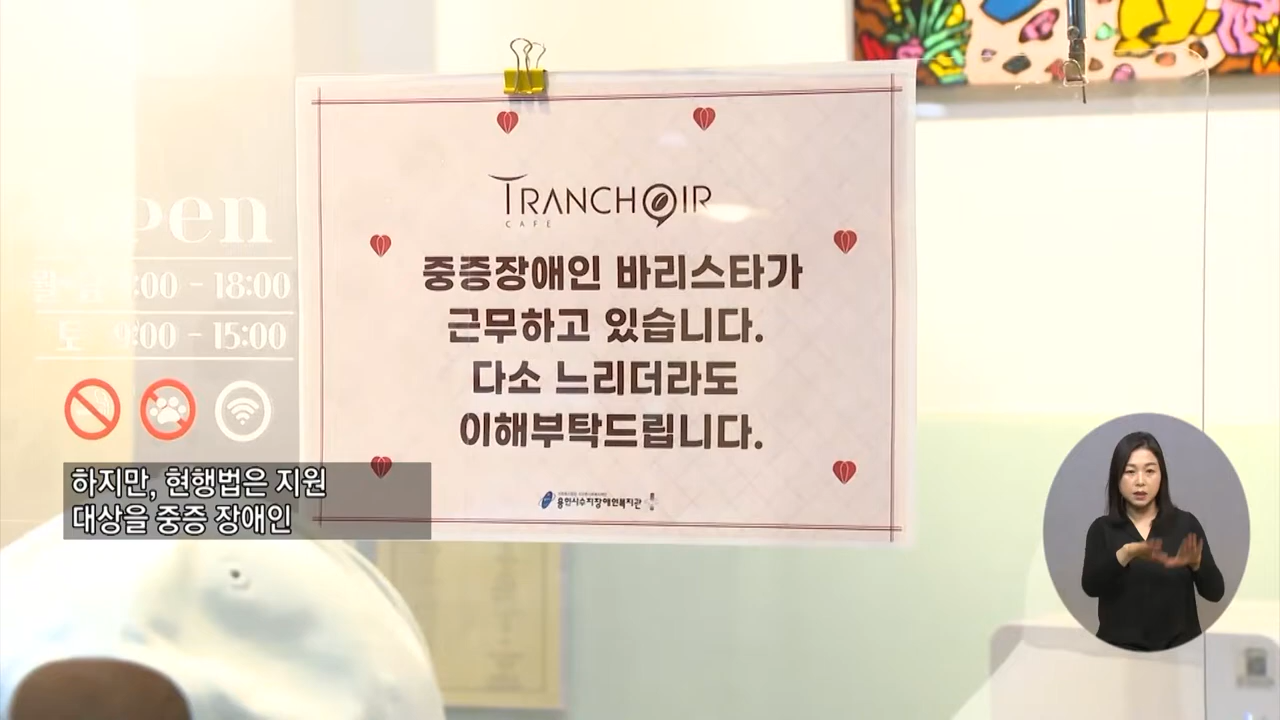 TRANCHOIR
CAFE
중증장애인 바리스타가
근무하고 있습니다.
다소 느리더라도
이해부탁드립니다.
용인시수지장애인복지관
pen
:00 - 18:00
토 9:00 - 15:00
하지만, 현행법은 지원
대상을 중증 장애인